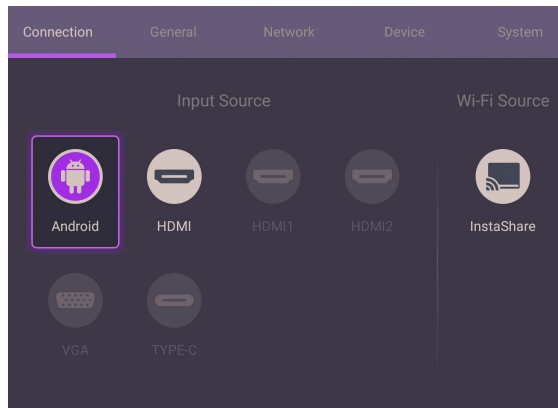 Connection General Network Device System
Input Source Wi-Fi Source
Android HDMI HDMI1 HDMI2 InstaShare
VGA TYPE-C